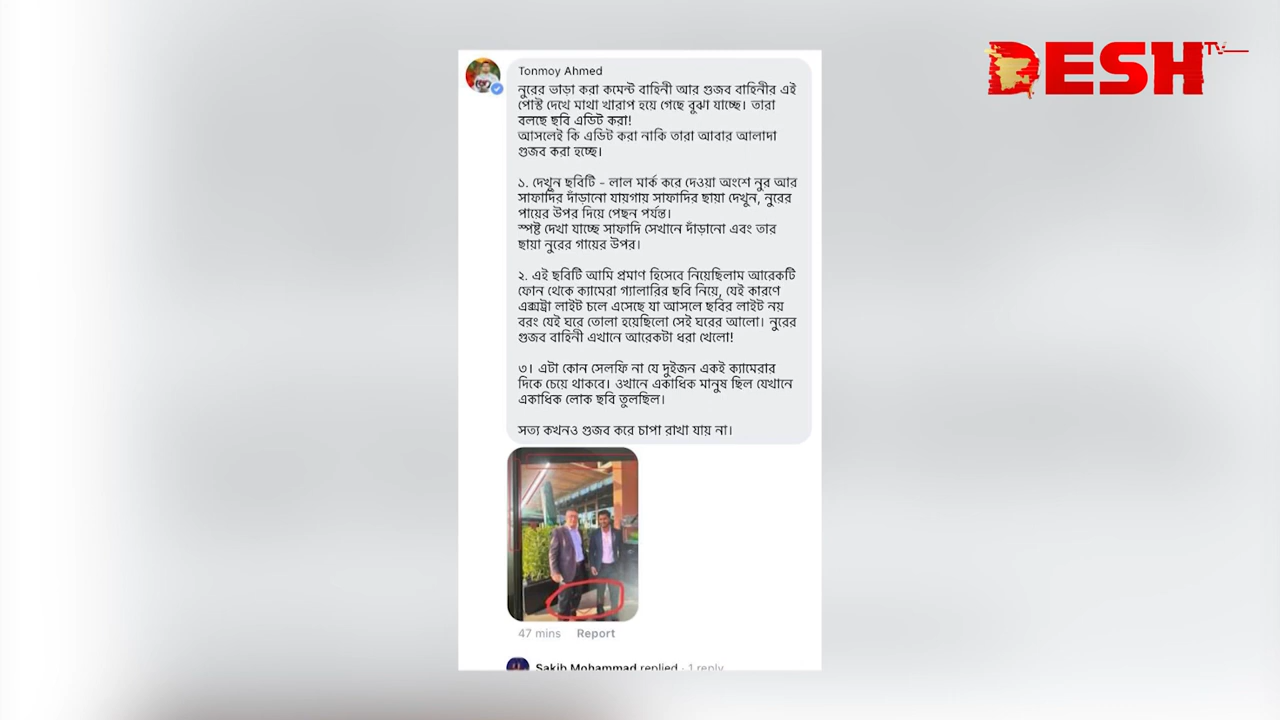 DESH TV
Tonmoy Ahmed
নুরের ভাড়া করা কমেন্ট বাহিনী আর গুজব বাহিনীর এই
পোস্ট দেখে মাথা খারাপ হয়ে গেছে বুঝা যাচ্ছে। তারা
বলছে ছবি এডিট করা!
আসলেই কি এডিট করা নাকি তারা আবার আলাদা
গুজব করা হচ্ছে।
১. দেখুন ছবিটি - লাল মার্ক করে দেওয়া অংশে নুর আর
সাফাদির দাঁড়ানো যায়গায় সাফাদির ছায়া দেখুন, নুরের
পায়ের উপর দিয়ে পেছন পর্যন্ত।
স্পষ্ট দেখা যাচ্ছে সাফাদি সেখানে দাঁড়ানো এবং তার
ছায়া নুরের গায়ের উপর।
২. এই ছবিটি আমি প্রমাণ হিসেবে নিয়েছিলাম আরেকটি
ফোন থেকে ক্যামেরা গ্যালারির ছবি নিয়ে, যেই কারণে
এক্সট্রা লাইট চলে এসেছে যা আসলে ছবির লাইট নয়
বরং যেই ঘরে তোলা হয়েছিলো সেই ঘরের আলো। নুরের
গুজব বাহিনী এখানে আরেকটা ধরা খেলো!
৩। এটা কোন সেলফি না যে দুইজন একই ক্যামেরার
দিকে চেয়ে থাকবে। ওখানে একাধিক মানুষ ছিল যেখানে
একাধিক লোক ছবি তুলছিল।
সত্য কখনও গুজব করে চাপা রাখা যায় না।
47 mins Report
Sakib Mohammad replied · 1 reply